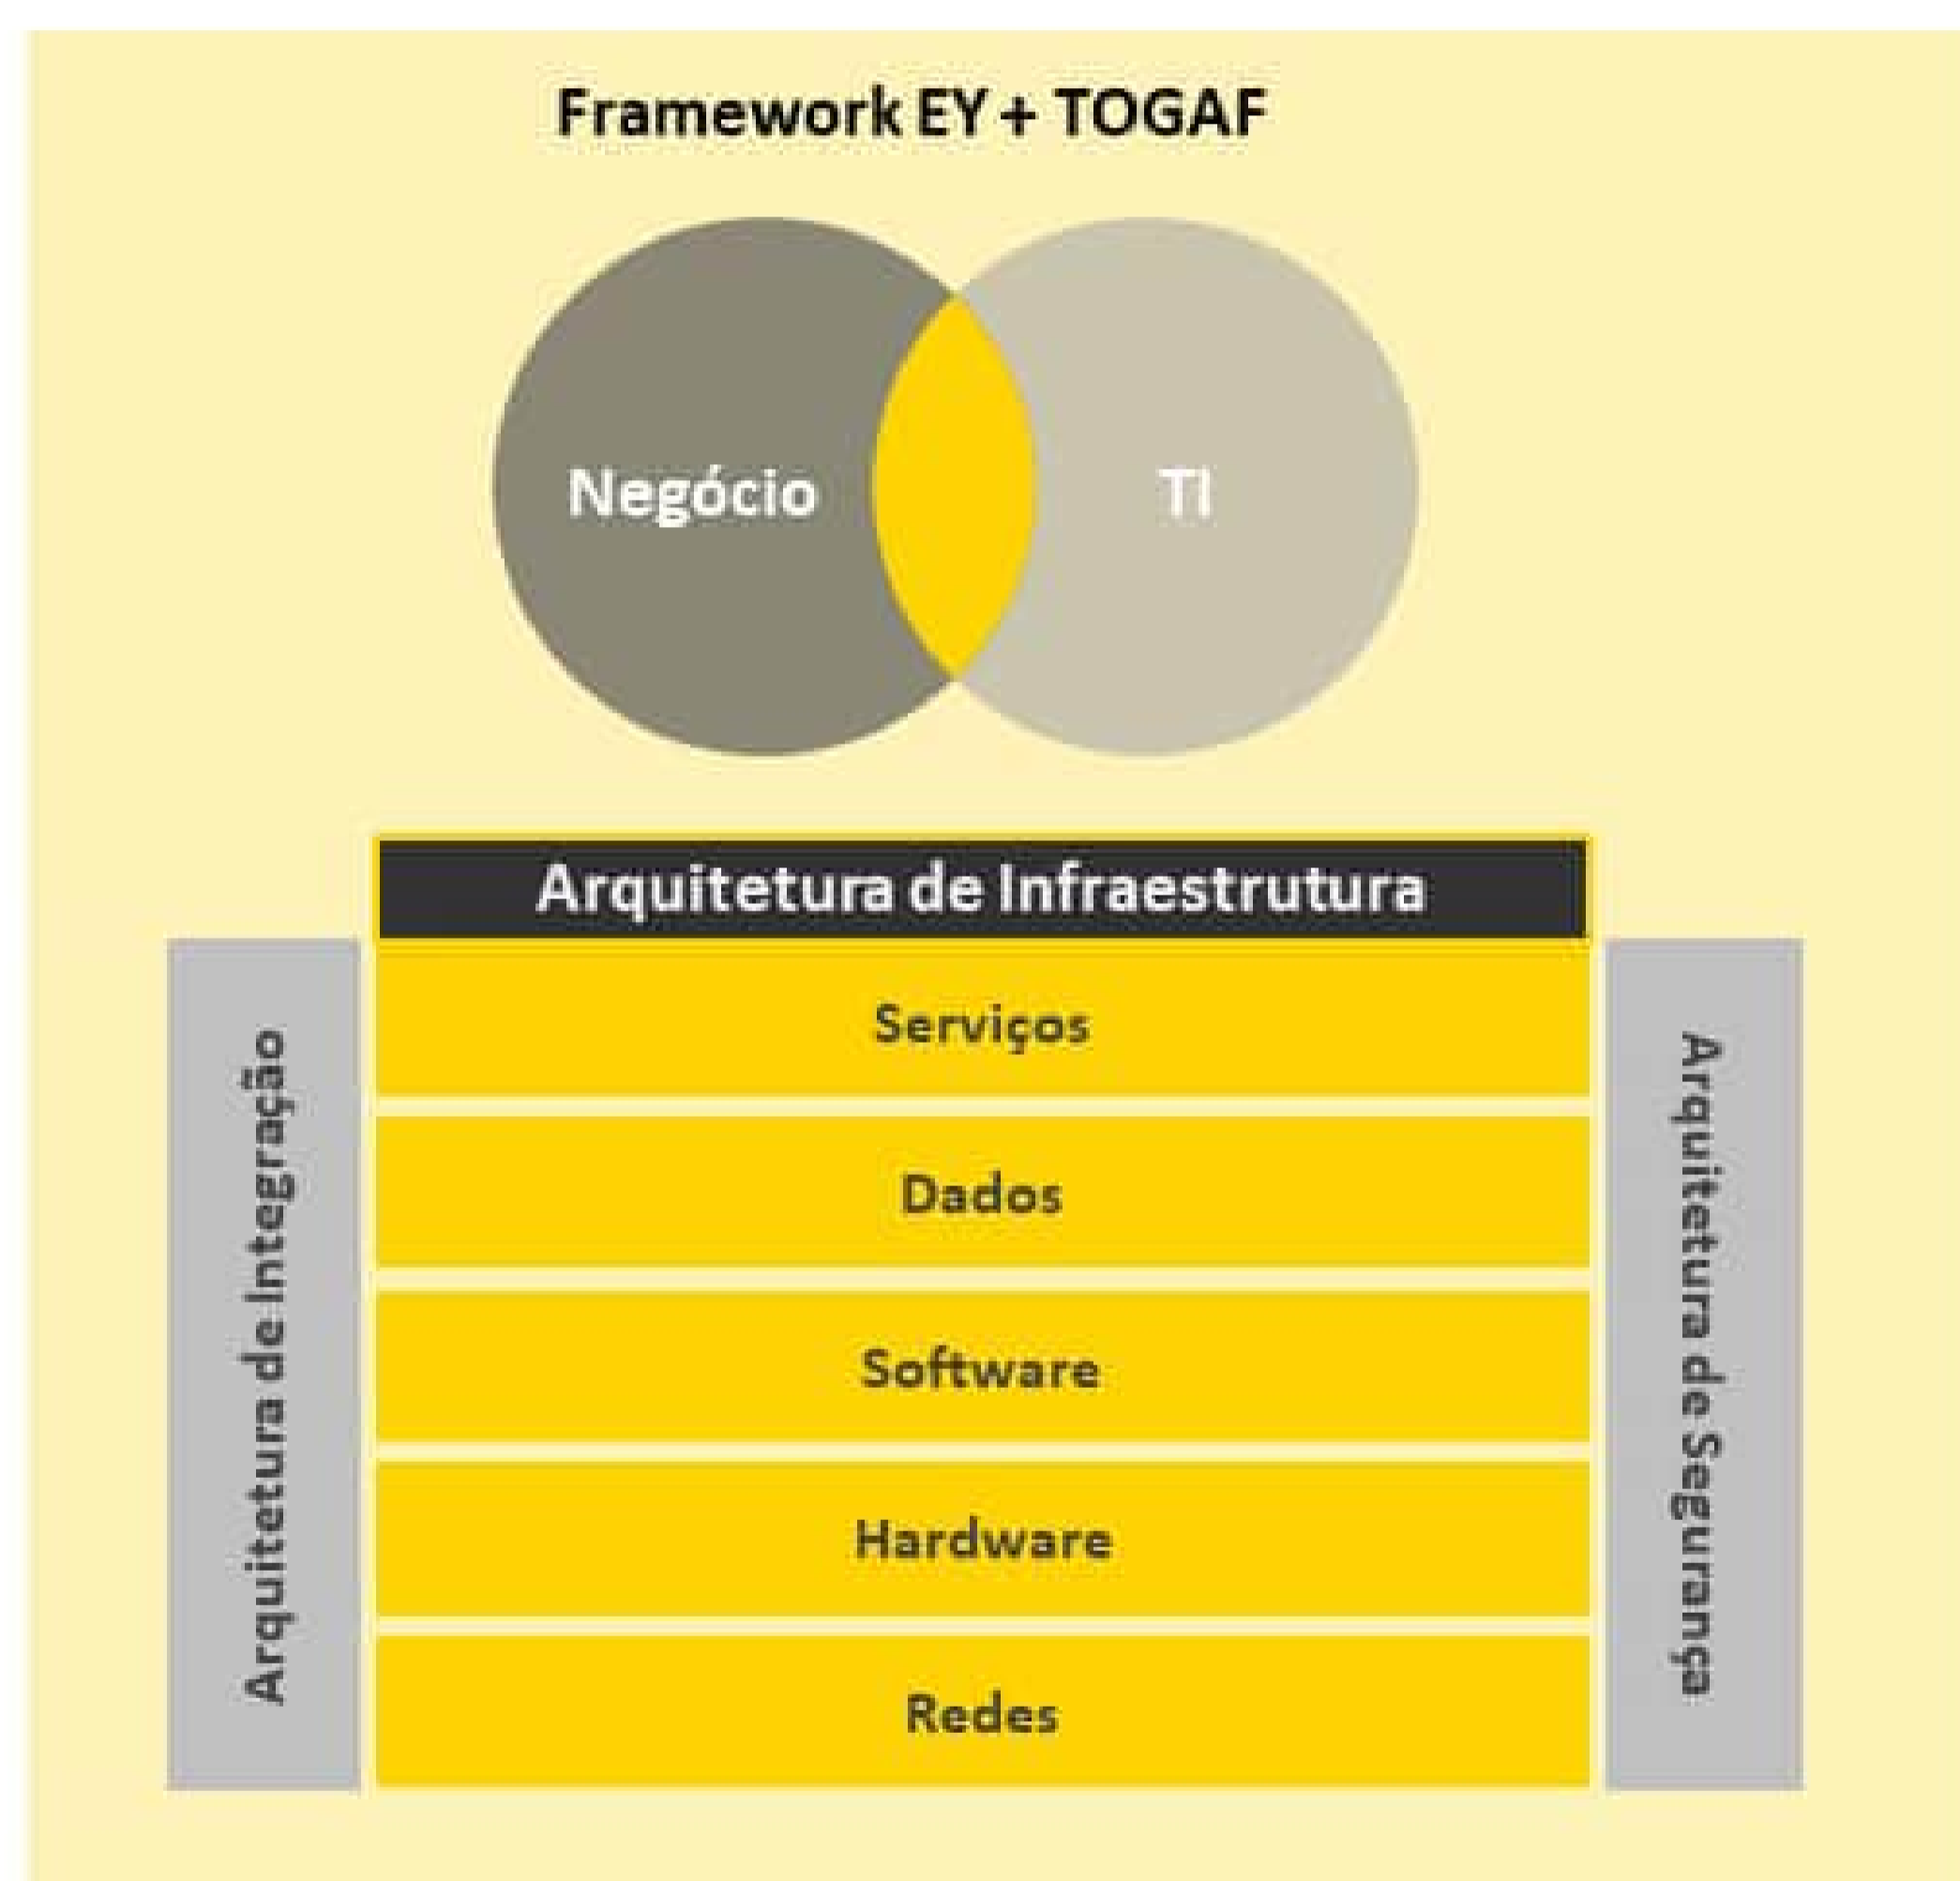 Framework EY + TOGAF
Negócio
TI
Arquitetura de Infraestrutura
Arquitetura de Integração
Serviços
Dados
Software
Hardware
Redes
Arquitetura de Segurança